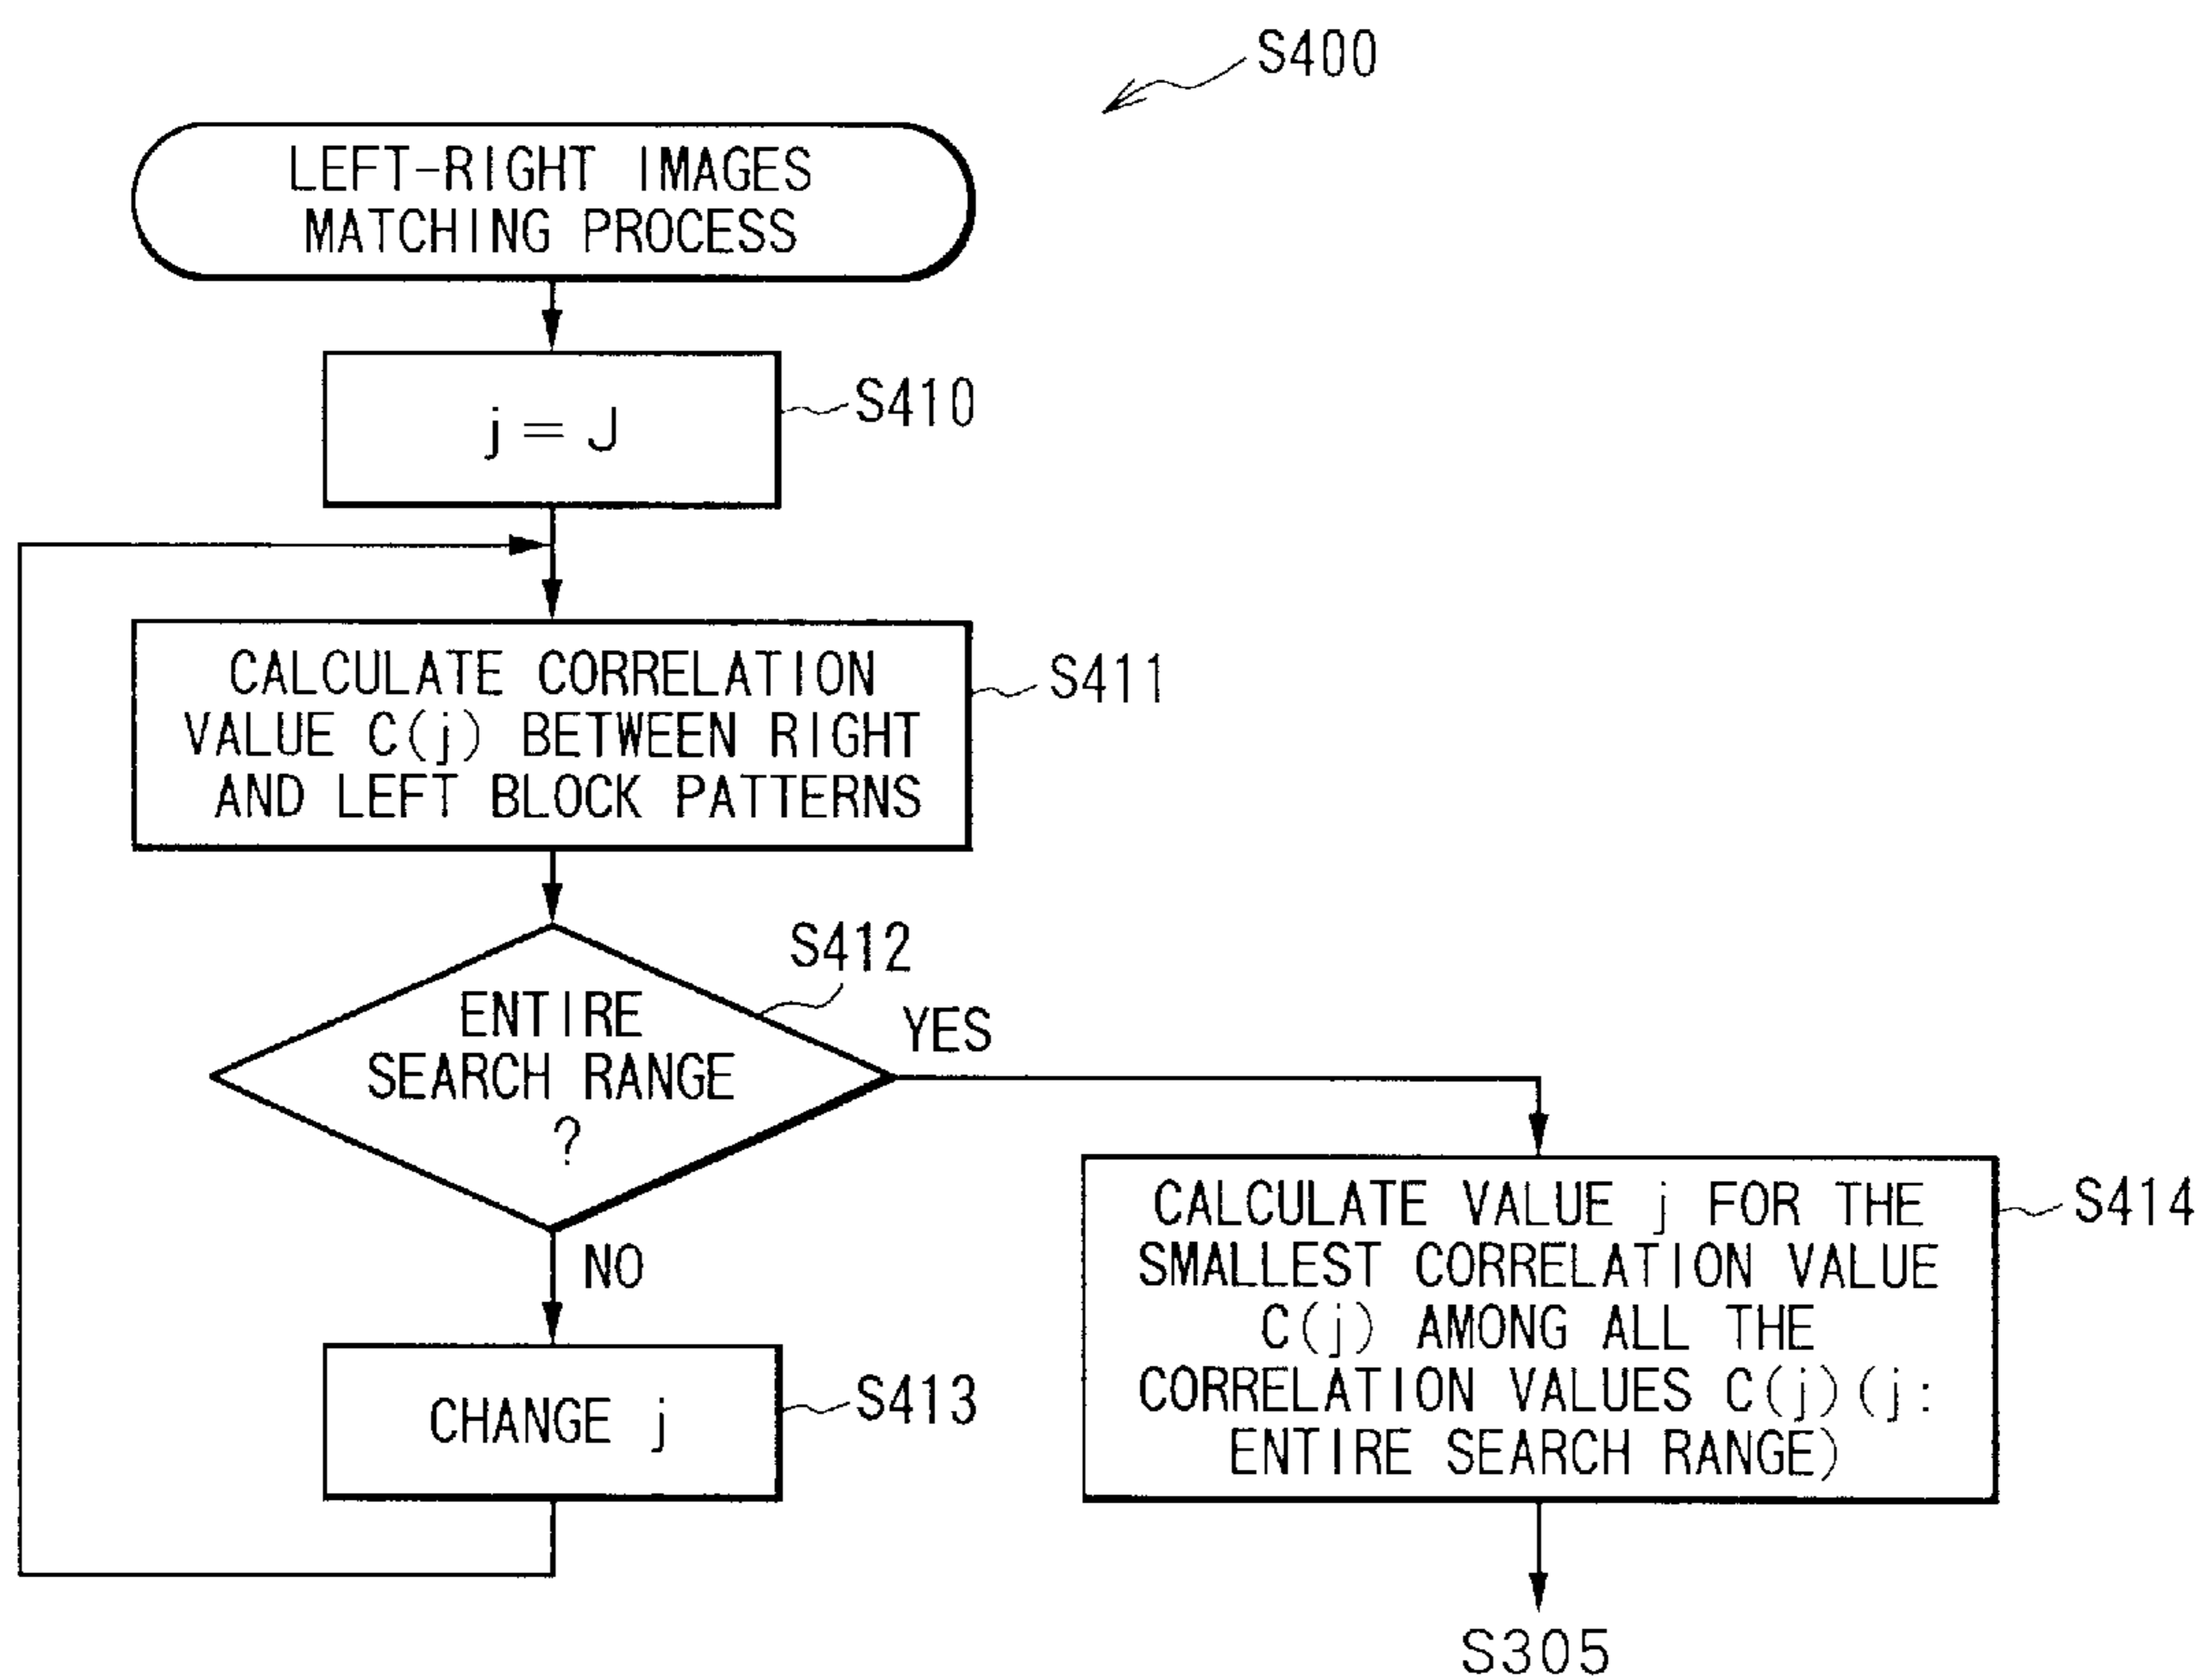 S400
LEFT-RIGHT IMAGES
MATCHING PROCESS
j = J
S410
CALCULATE CORRELATION
VALUE C(j) BETWEEN RIGHT
AND LEFT BLOCK PATTERNS
S411
S412
ENTIRE
SEARCH RANGE
?
YES
NO
CHANGE j
S413
CALCULATE VALUE j FOR THE
SMALLEST CORRELATION VALUE
C(j) AMONG ALL THE
CORRELATION VALUES C(j)(j:
ENTIRE SEARCH RANGE)
S414
S305